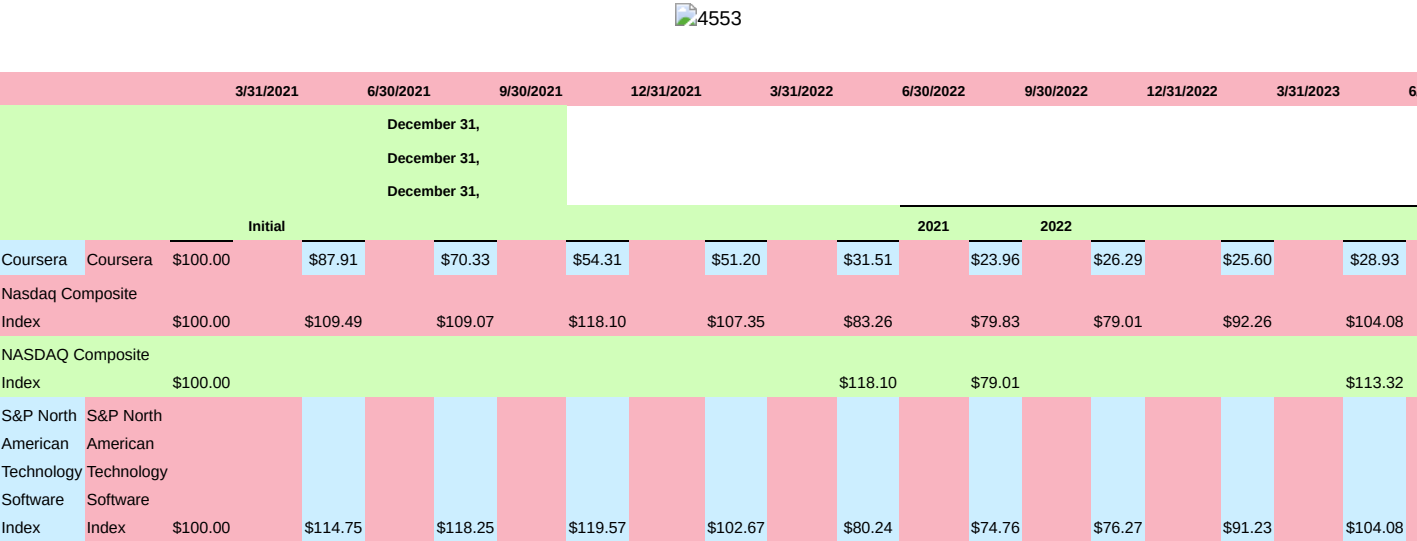 4553
3/31/2021 6/30/2021 9/30/2021 12/31/2021 3/31/2022 6/30/2022 9/30/2022 12/31/2022 3/31/2023 6
December 31,
December 31,
December 31,
Initial 2021 2022
Coursera Coursera $100.00 $87.91 $70.33 $54.31 $51.20 $31.51 $23.96 $26.29 $25.60 $28.93
Nasdaq Composite
Index $100.00 $109.49 $109.07 $118.10 $107.35 $83.26 $79.83 $79.01 $92.26 $104.08
NASDAQ Composite
Index $100.00 $118.10 $79.01 $113.32
S&P North S&P North
American American
Technology Technology
Software Software
Index Index $100.00 $114.75 $118.25 $119.57 $102.67 $80.24 $74.76 $76.27 $91.23 $104.08